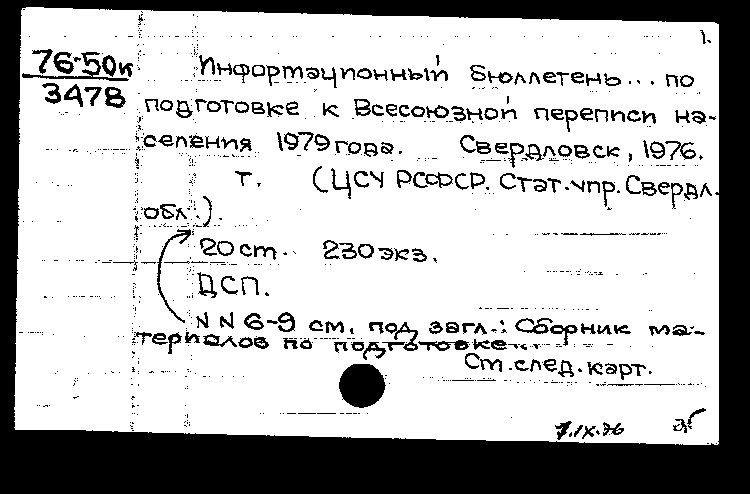 1.
76-50к
3478
Информационный бюллетень... по
подготовке к Всесоюзной переписи на-
селения 1979 года. Свердловск, 1976.
т. (ЦСУ РСФСР. Стат. упр. Свердл.
обл.).
20 ст. 230 экз.
ДСП.
NN 6-9 см. под загл.: Сборник ма-
териалов по подготовке...
См. след. карт.
7.IX.76